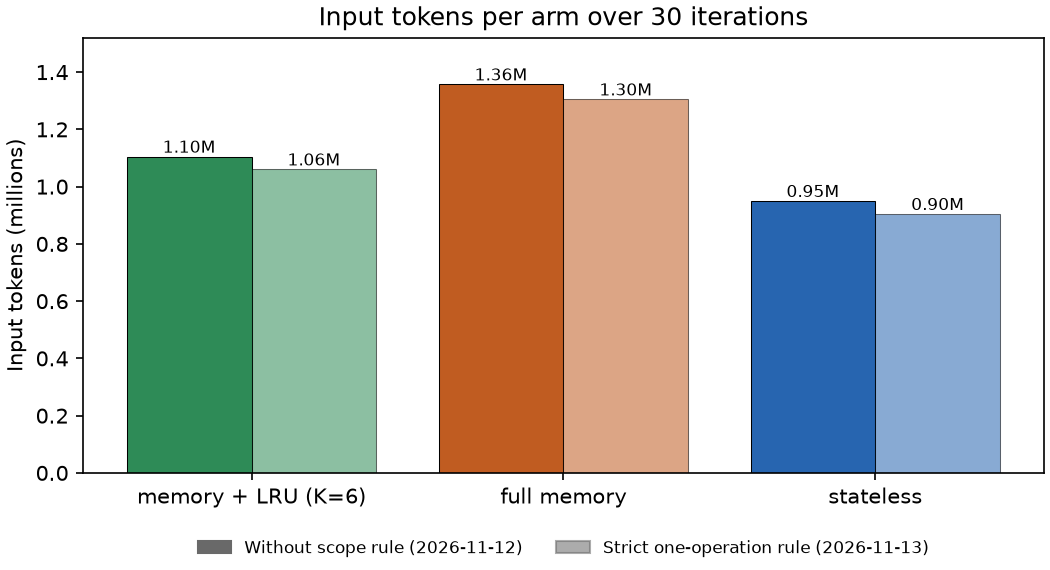 Input tokens per arm over 30 iterations
Input tokens (millions)
1.4
1.2
1.0
0.8
0.6
0.4
0.2
0.0
1.10M
1.06M
1.36M
1.30M
0.95M
0.90M
memory + LRU (K=6)
full memory
stateless
Without scope rule (2026-11-12)
Strict one-operation rule (2026-11-13)